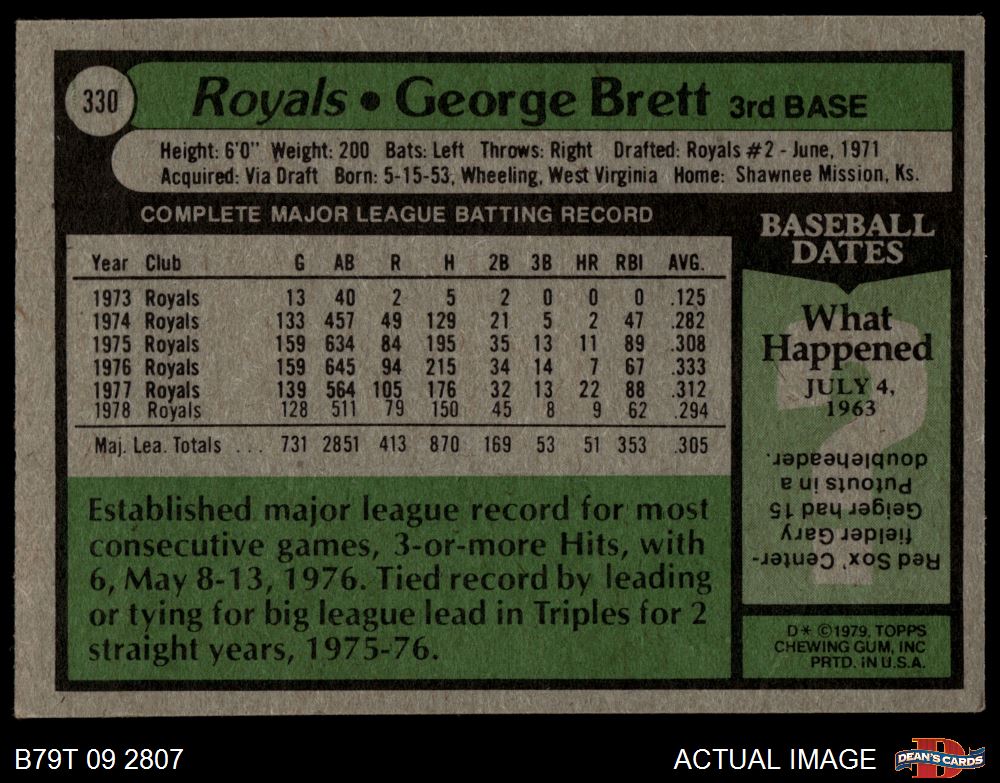 330
Royals • George Brett 3rd BASE
Height: 6'0" Weight: 200 Bats: Left Throws: Right Drafted: Royals #2 - June, 1971
Acquired: Via Draft Born: 5-15-53, Wheeling, West Virginia Home: Shawnee Mission, Ks.
COMPLETE MAJOR LEAGUE BATTING RECORD
Year Club G AB R H 2B 3B HR RBI AVG.
1973 Royals 13 40 2 5 2 0 0 0 .125
1974 Royals 133 457 49 129 21 5 2 47 .282
1975 Royals 159 634 84 195 35 13 11 89 .308
1976 Royals 159 645 94 215 34 14 7 67 .333
1977 Royals 139 564 105 176 32 13 22 88 .312
1978 Royals 128 511 79 150 45 8 9 62 .294
Maj. Lea. Totals ... 731 2851 413 870 169 53 51 353 .305
Established major league record for most
consecutive games, 3-or-more Hits, with
6, May 8-13, 1976. Tied record by leading
or tying for big league lead in Triples for 2
straight years, 1975-76.
BASEBALL
DATES
What
Happened
JULY 4,
1963
?
Red Sox' Center-
fielder Gary
Geiger had 15
Putouts in a
doubleheader.
D* ©1979. TOPPS
CHEWING GUM, INC
PRTD. IN U.S.A.
B79T 09 2807
ACTUAL IMAGE
D
DEAN'S CARDS